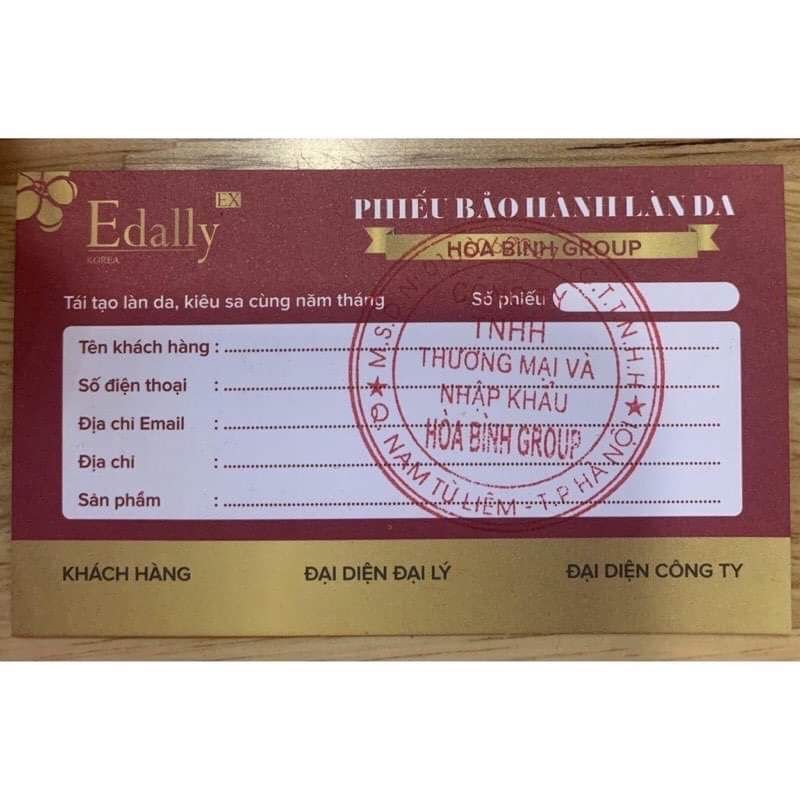 Edally EX
KOREA
PHIẾU BẢO HÀNH LÀN DA
HÒA BÌNH GROUP
Tái tạo làn da, kiêu sa cùng năm tháng
Số phiếu
Tên khách hàng :
Số điện thoại :
Địa chỉ Email :
Địa chỉ :
Sản phẩm :
M.S.D.N:
C.T.T.N.H.H
TNHH
THƯƠNG MẠI VÀ
NHẬP KHẨU
HÒA BÌNH GROUP
Q. NAM TỪ LIÊM - T.P HÀ NỘI
KHÁCH HÀNG
ĐẠI DIỆN ĐẠI LÝ
ĐẠI DIỆN CÔNG TY